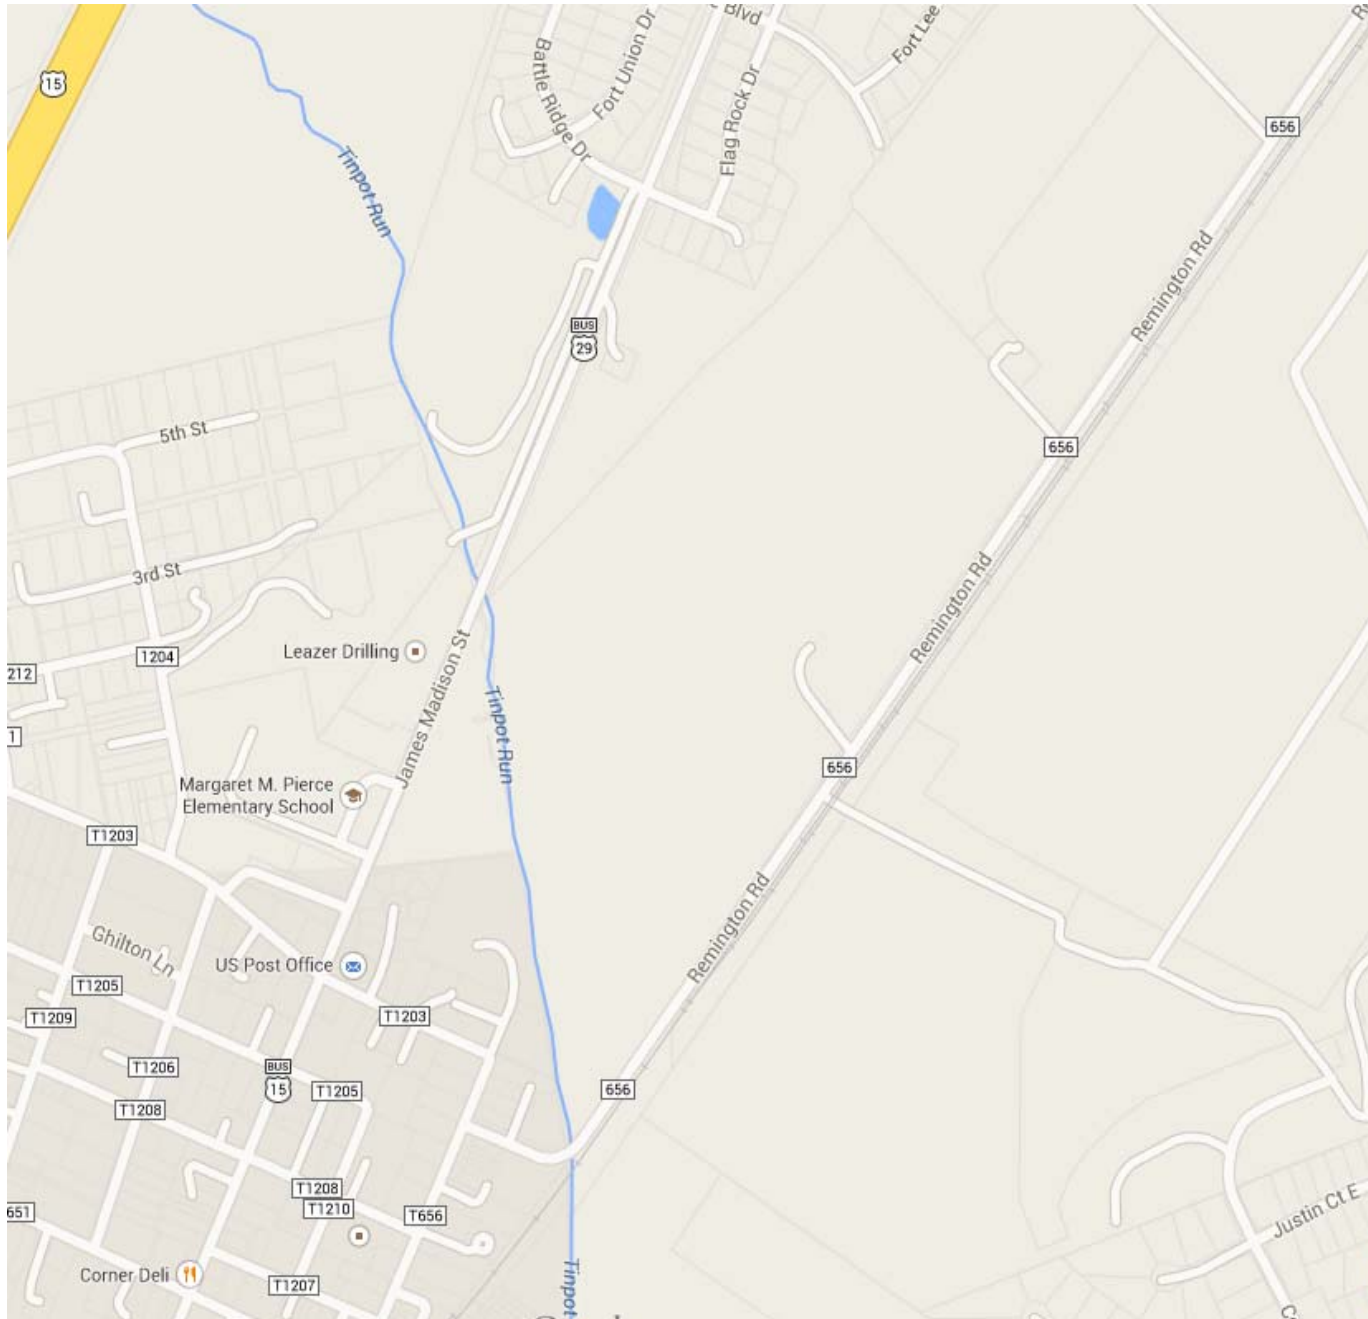 Blvd
Fort Union Dr
Battle Ridge Dr
Fort Lee
Flag Rock Dr
15
656
Tinpot Run
Remington Rd
BUS
29
5th St
656
3rd St
Remington Rd
1204
Leazer Drilling
212
James Madison St
Tinpot Run
1
656
Margaret M. Pierce
Elementary School
T1203
Remington Rd
Ghilton Ln
US Post Office
T1205
T1209
T1203
T1206
BUS
15
T1205
656
T1208
T1208
T1210
651
T656
Justin Ct E
Corner Deli
T1207
Tinpot